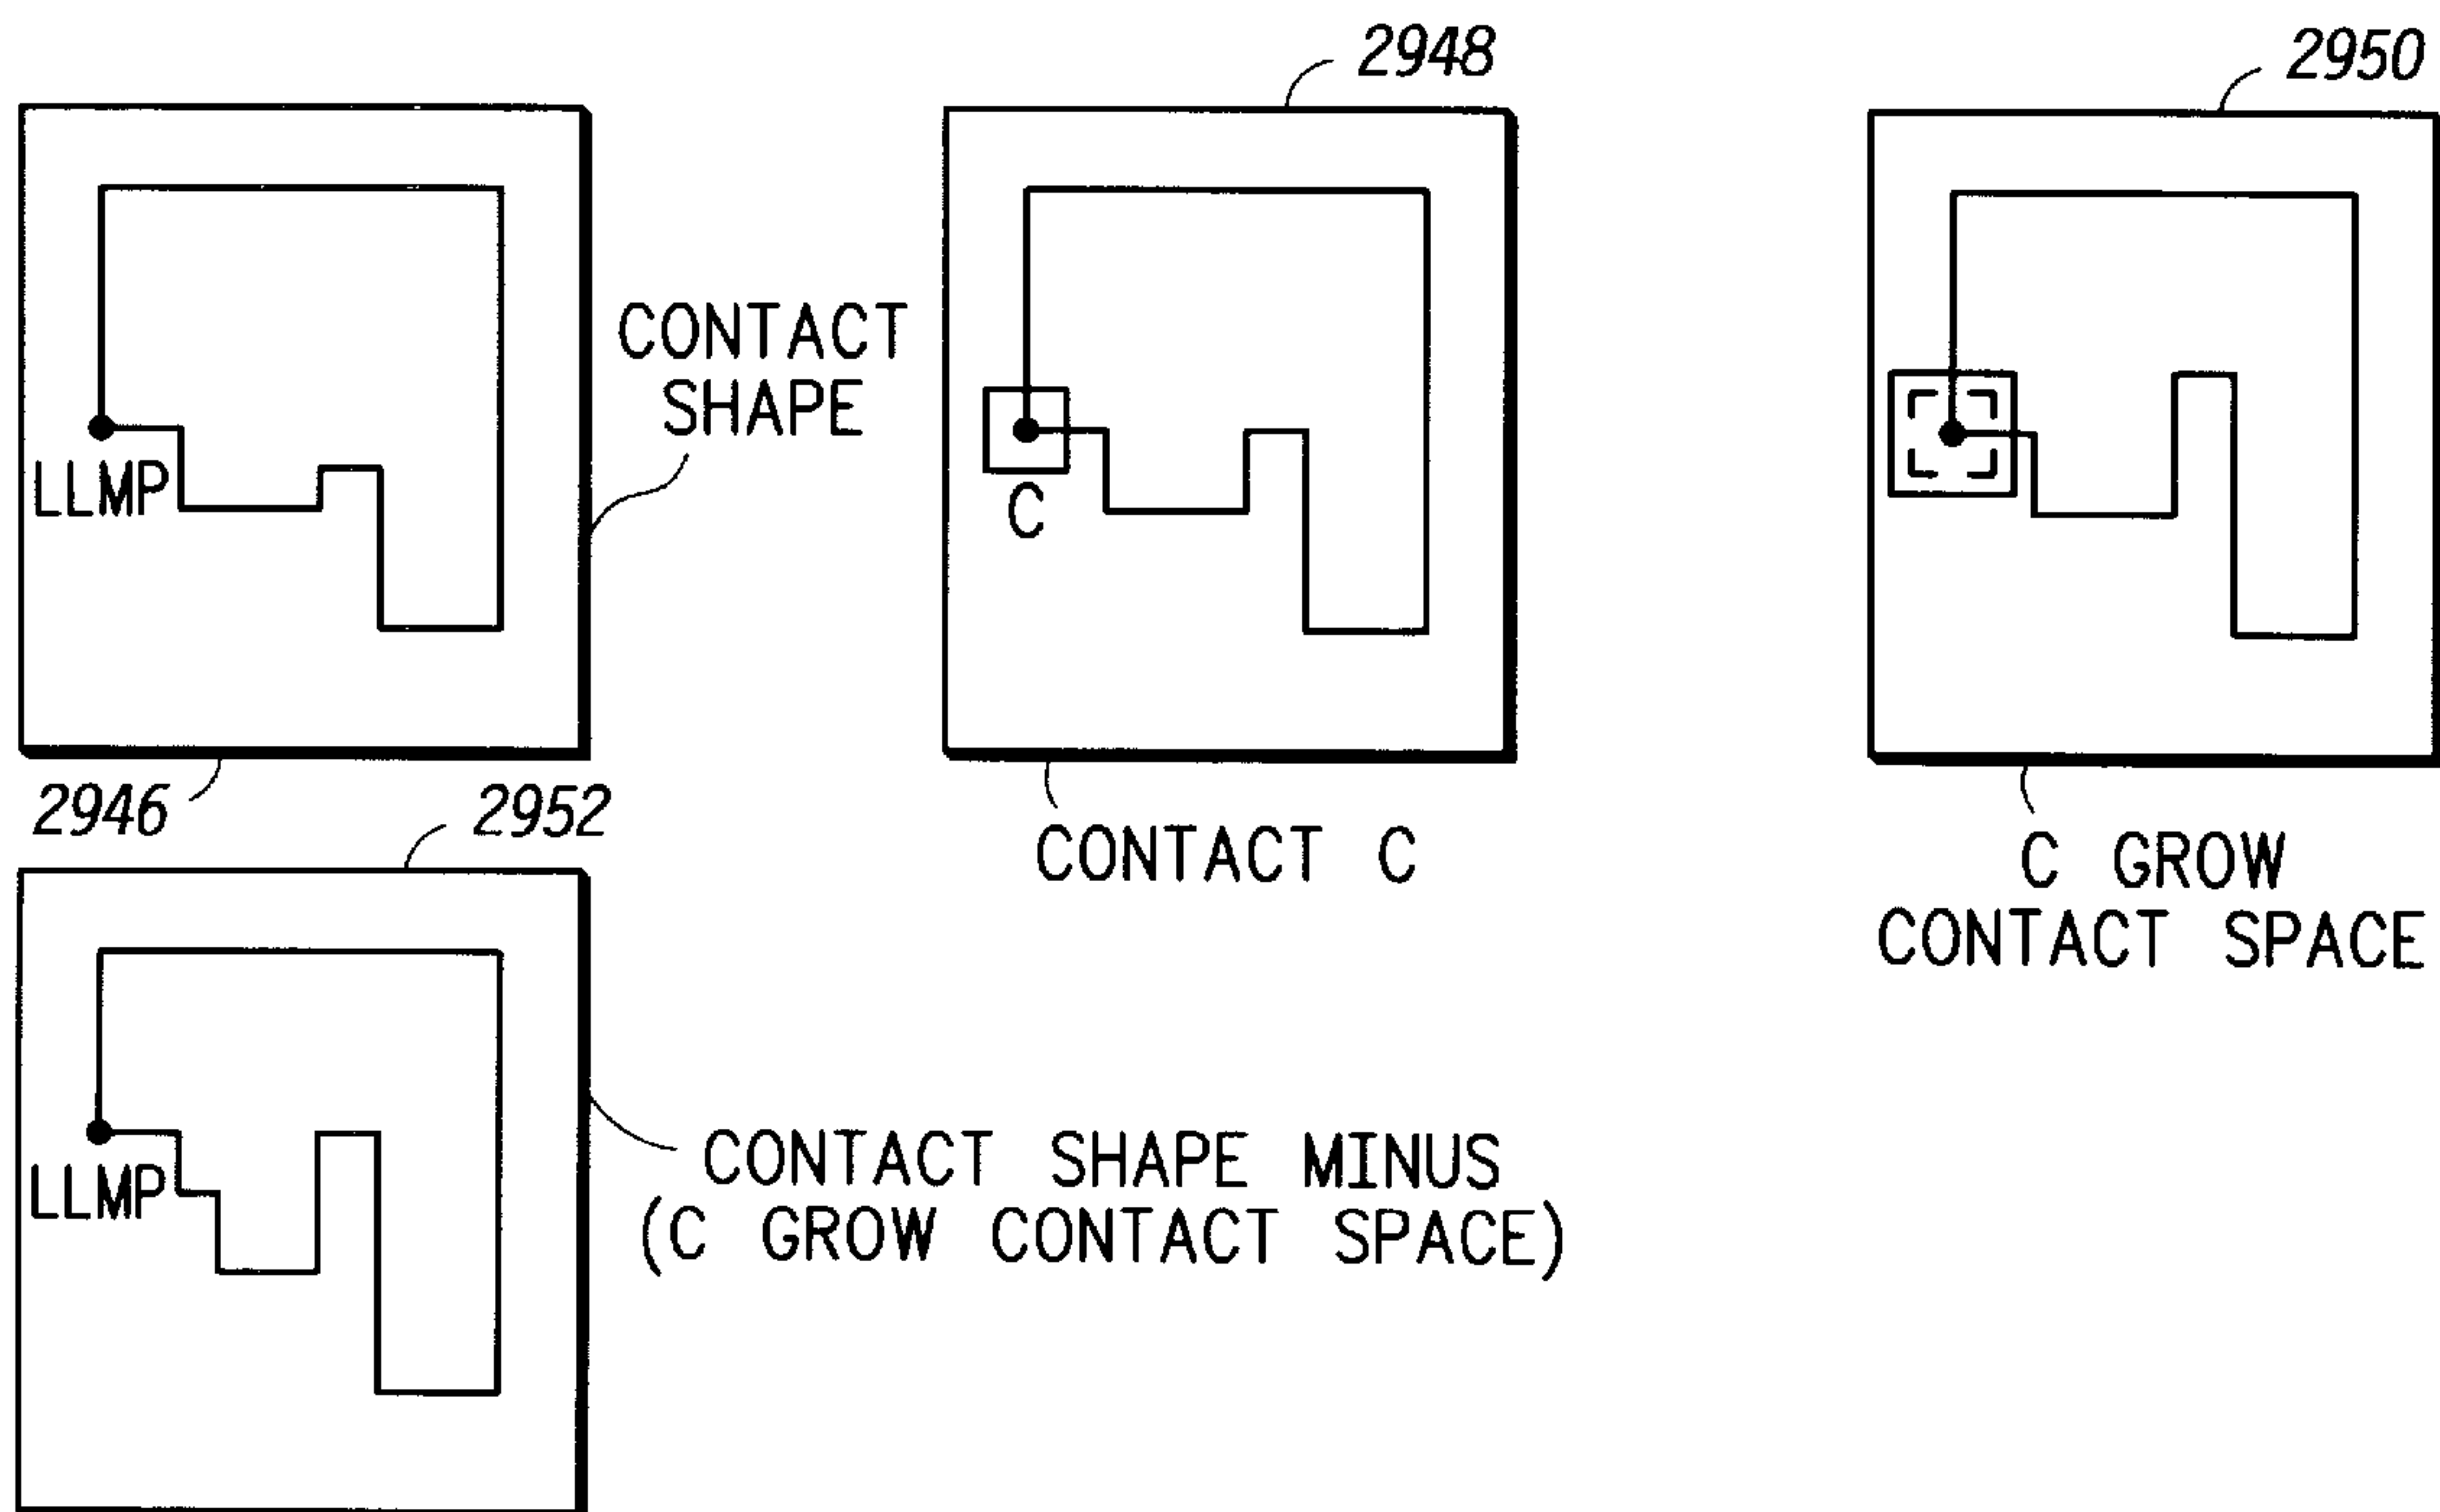 2948
2950
CONTACT
SHAPE
LLMP
C
2946
2952
CONTACT C
C GROW
CONTACT SPACE
LLMP
CONTACT SHAPE MINUS
(C GROW CONTACT SPACE)